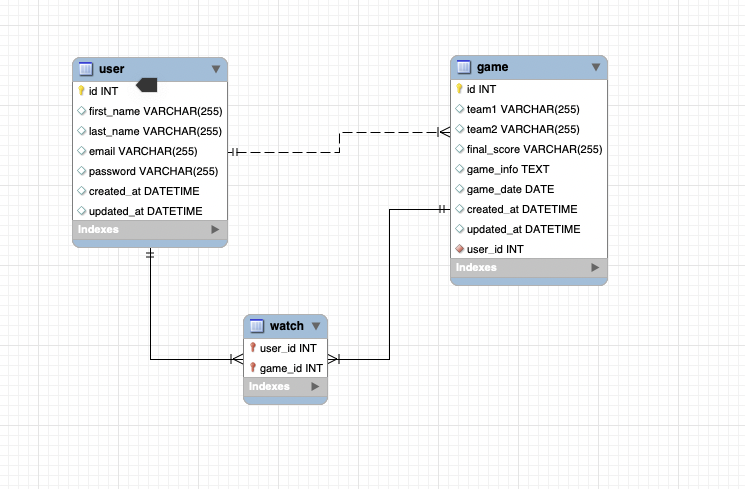 user
id INT
first_name VARCHAR(255)
last_name VARCHAR(255)
email VARCHAR(255)
password VARCHAR(255)
created_at DATETIME
updated_at DATETIME
Indexes
game
id INT
team1 VARCHAR(255)
team2 VARCHAR(255)
final_score VARCHAR(255)
game_info TEXT
game_date DATE
created_at DATETIME
updated_at DATETIME
user_id INT
Indexes
watch
user_id INT
game_id INT
Indexes